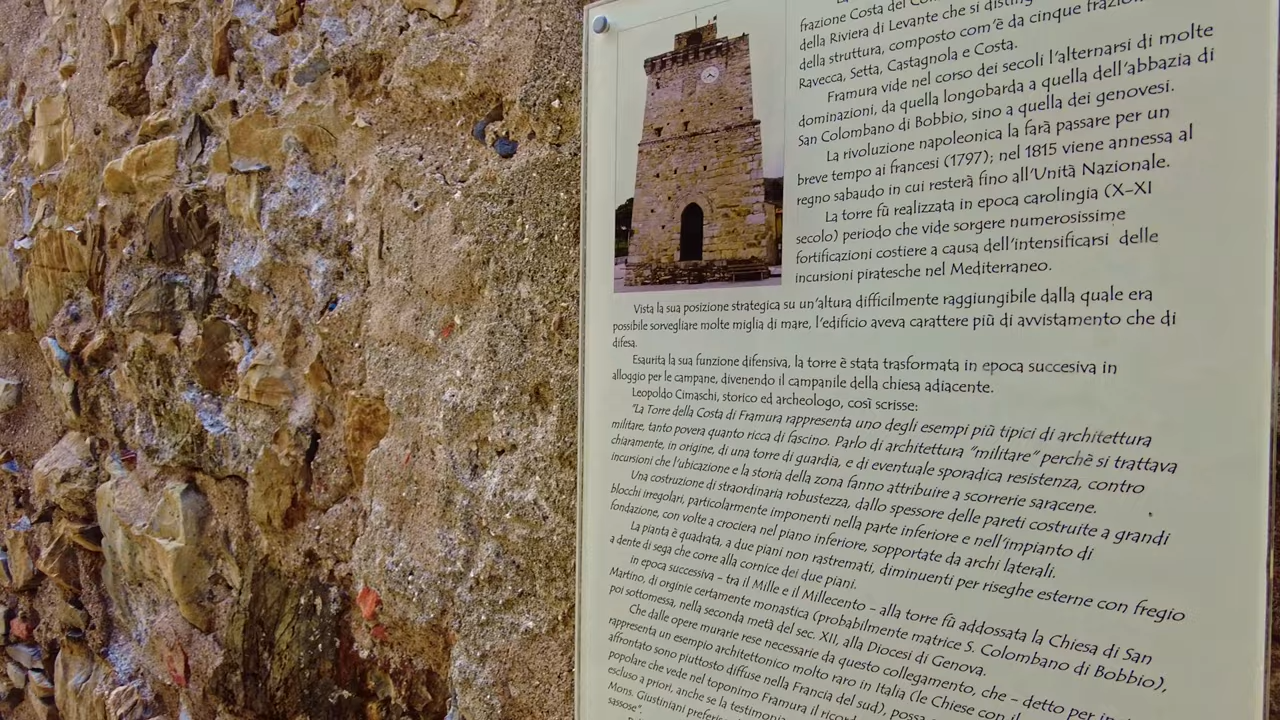 frazione Costa del
della Riviera di Levante che si
della struttura, composto com'è da cinque
Ravecca, Setta, Castagnola e Costa.
Framura vide nel corso dei secoli l'alternarsi di molte
dominazioni, da quella longobarda a quella dell'abbazia di
San Colombano di Bobbio, sino a quella dei genovesi.
La rivoluzione napoleonica la farà passare per un
breve tempo ai francesi (1797); nel 1815 viene annessa al
regno sabaudo in cui resterà fino all'Unità Nazionale.
La torre fù realizzata in epoca carolingia (X-XI
secolo) periodo che vide sorgere numerosissime
fortificazioni costiere a causa dell'intensificarsi delle
incursioni piratesche nel Mediterraneo.
Vista la sua posizione strategica su un'altura difficilmente raggiungibile dalla quale era
possibile sorvegliare molte miglia di mare, l'edificio aveva carattere più di avvistamento che di
difesa.
Esaurita la sua funzione difensiva, la torre è stata trasformata in epoca successiva in
alloggio per le campane, divenendo il campanile della chiesa adiacente.
Leopoldo Cimaschi, storico ed archeologo, così scrisse:
"La Torre della Costa di Framura rappresenta uno degli esempi più tipici di architettura
militare, tanto povera quanto ricca di fascino. Parlo di architettura "militare" perchè si trattava
chiaramente, in origine, di una torre di guardia, e di eventuale sporadica resistenza, contro
incursioni che l'ubicazione e la storia della zona fanno attribuire a scorrerie saracene.
Una costruzione di straordinaria robustezza, dallo spessore delle pareti costruite a grandi
blocchi irregolari, particolarmente imponenti nella parte inferiore e nell'impianto di
fondazione, con volte a crociera nel piano inferiore, sopportate da archi laterali.
La pianta è quadrata, a due piani non rastremati, diminuenti per riseghe esterne con fregio
a dente di sega che corre alla cornice dei due piani.
in epoca successiva - tra il Mille e il Millecento - alla torre fù addossata la Chiesa di San
Martino, di orginie certamente monastica (probabilmente matrice S. Colombano di Bobbio),
poi sottomessa, nella seconda metà del sec. XII, alla Diocesi di Genova.
Che dalle opere murarie rese necessarie da questo collegamento, che - detto per
rappresenta un esempio architettonico molto raro in Italia (le Chiese con il
affrontato sono piuttosto diffuse nella Francia del sud), possa
popolare che vede nel toponimo Framura il
escluso a priori, anche se la
Mons. Giustiniani
sassose".